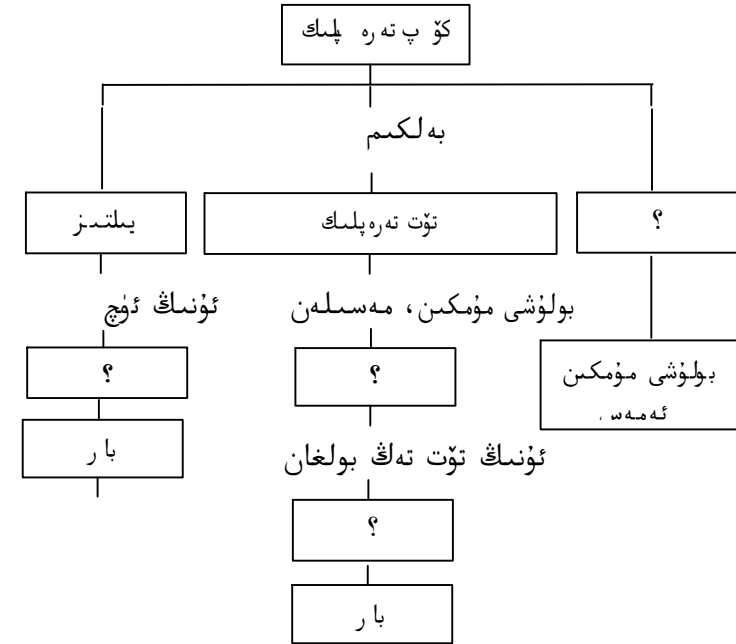 كۆپ تەرەپلىك
بەلكىم
يىلتىز
تۆت تەرەپلىك
؟
ئۇنىڭ ئۈچ
بولۇشى مۇمكىن، مەسىلەن
؟
؟
بولۇشى مۇمكىن
ئەمەس
بار
ئۇنىڭ تۆت تەڭ بولغان
؟
بار